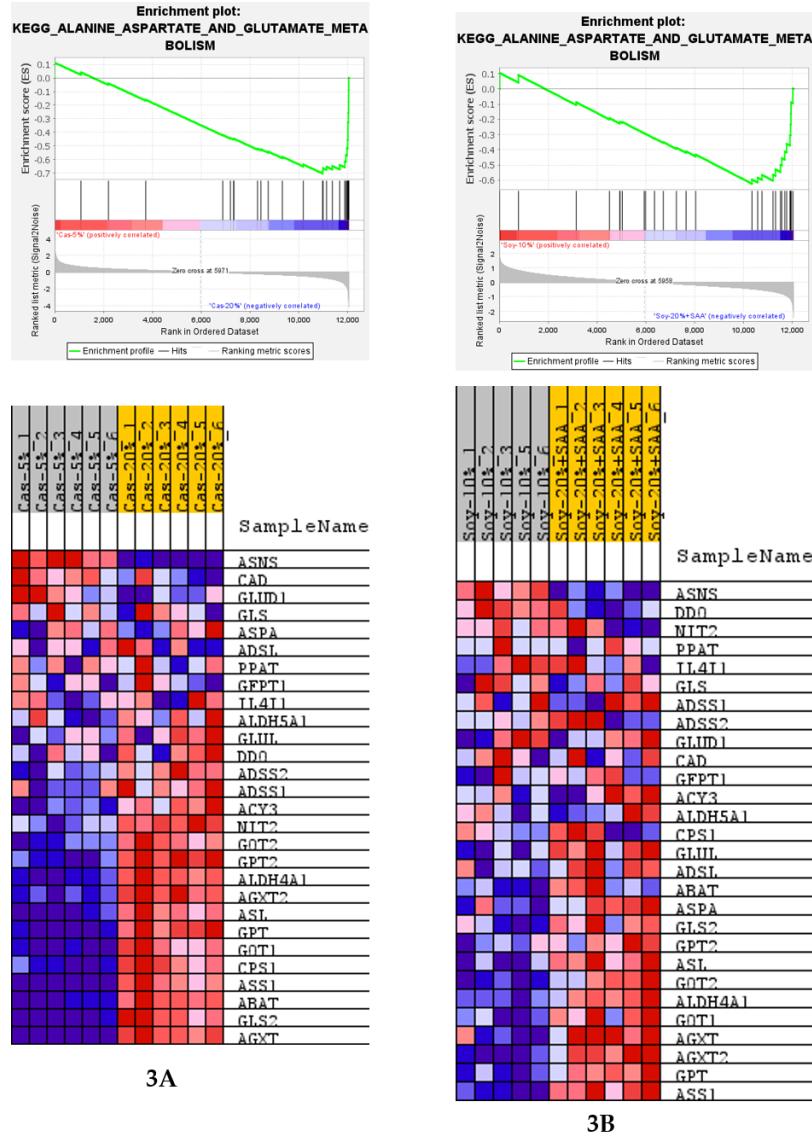 Enrichment plot:
KEGG_ALANINE_ASPARTATE_AND_GLUTAMATE_META
BOLISM
Enrichment score (ES)
0.1
0.0
-0.1
-0.2
-0.3
-0.4
-0.5
-0.6
-0.7
'Cas-5%' (positively correlated)
Ranked list metric (Signal2Noise)
4
2
0
-2
-4
Zero cross at 5971
'Cas-20%' (negatively correlated)
0 2,000 4,000 6,000 8,000 10,000 12,000
Rank in Ordered Dataset
Enrichment profile Hits Ranking metric scores
Cas-5%_1
Cas-5%_2
Cas-5%_3
Cas-5%_4
Cas-5%_5
Cas-5%_6
Cas-20%_1
Cas-20%_2
Cas-20%_3
Cas-20%_4
Cas-20%_5
Cas-20%_6
SampleName
ASNS
CAD
GLUD1
GLS
ASPA
ADSL
PPAT
GFPT1
IL4I1
ALDH5A1
GLUL
DDO
ADSS2
ADSS1
ACY3
NIT2
GOT2
GPT2
ALDH4A1
AGXT2
ASL
GPT
GOT1
CPS1
ASS1
ABAT
GLS2
AGXT
3A
Enrichment plot:
KEGG_ALANINE_ASPARTATE_AND_GLUTAMATE_META
BOLISM
Enrichment score (ES)
0.1
0.0
-0.1
-0.2
-0.3
-0.4
-0.5
-0.6
'Soy-10%' (positively correlated)
Ranked list metric (Signal2Noise)
2
1
0
-1
-2
Zero cross at 5958
'Soy-20%+SAA' (negatively correlated)
0 2,000 4,000 6,000 8,000 10,000 12,000
Rank in Ordered Dataset
Enrichment profile Hits Ranking metric scores
Soy-10%_1
Soy-10%_2
Soy-10%_3
Soy-10%_5
Soy-10%_6
Soy-20%+SAA_1
Soy-20%+SAA_2
Soy-20%+SAA_3
Soy-20%+SAA_4
Soy-20%+SAA_5
Soy-20%+SAA_6
SampleName
ASNS
DDO
NIT2
PPAT
IL4I1
GLS
ADSS1
ADSS2
GLUD1
CAD
GFPT1
ACY3
ALDH5A1
CPS1
GLUL
ADSL
ABAT
ASPA
GLS2
GPT2
ASL
GOT2
ALDH4A1
GOT1
AGXT
AGXT2
GPT
ASS1
3B